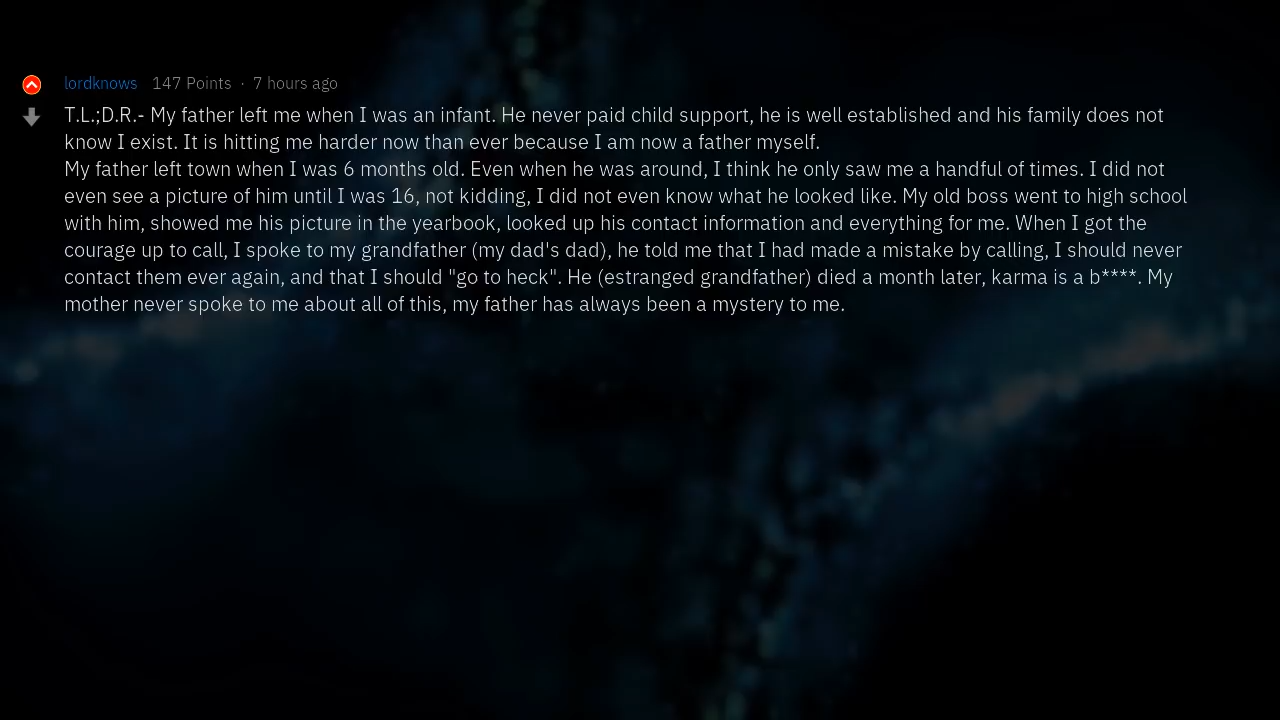 lordknows 147 Points · 7 hours ago
T.L.;D.R.- My father left me when I was an infant. He never paid child support, he is well established and his family does not
know I exist. It is hitting me harder now than ever because I am now a father myself.
My father left town when I was 6 months old. Even when he was around, I think he only saw me a handful of times. I did not
even see a picture of him until I was 16, not kidding, I did not even know what he looked like. My old boss went to high school
with him, showed me his picture in the yearbook, looked up his contact information and everything for me. When I got the
courage up to call, I spoke to my grandfather (my dad's dad), he told me that I had made a mistake by calling, I should never
contact them ever again, and that I should "go to heck". He (estranged grandfather) died a month later, karma is a b****. My
mother never spoke to me about all of this, my father has always been a mystery to me.